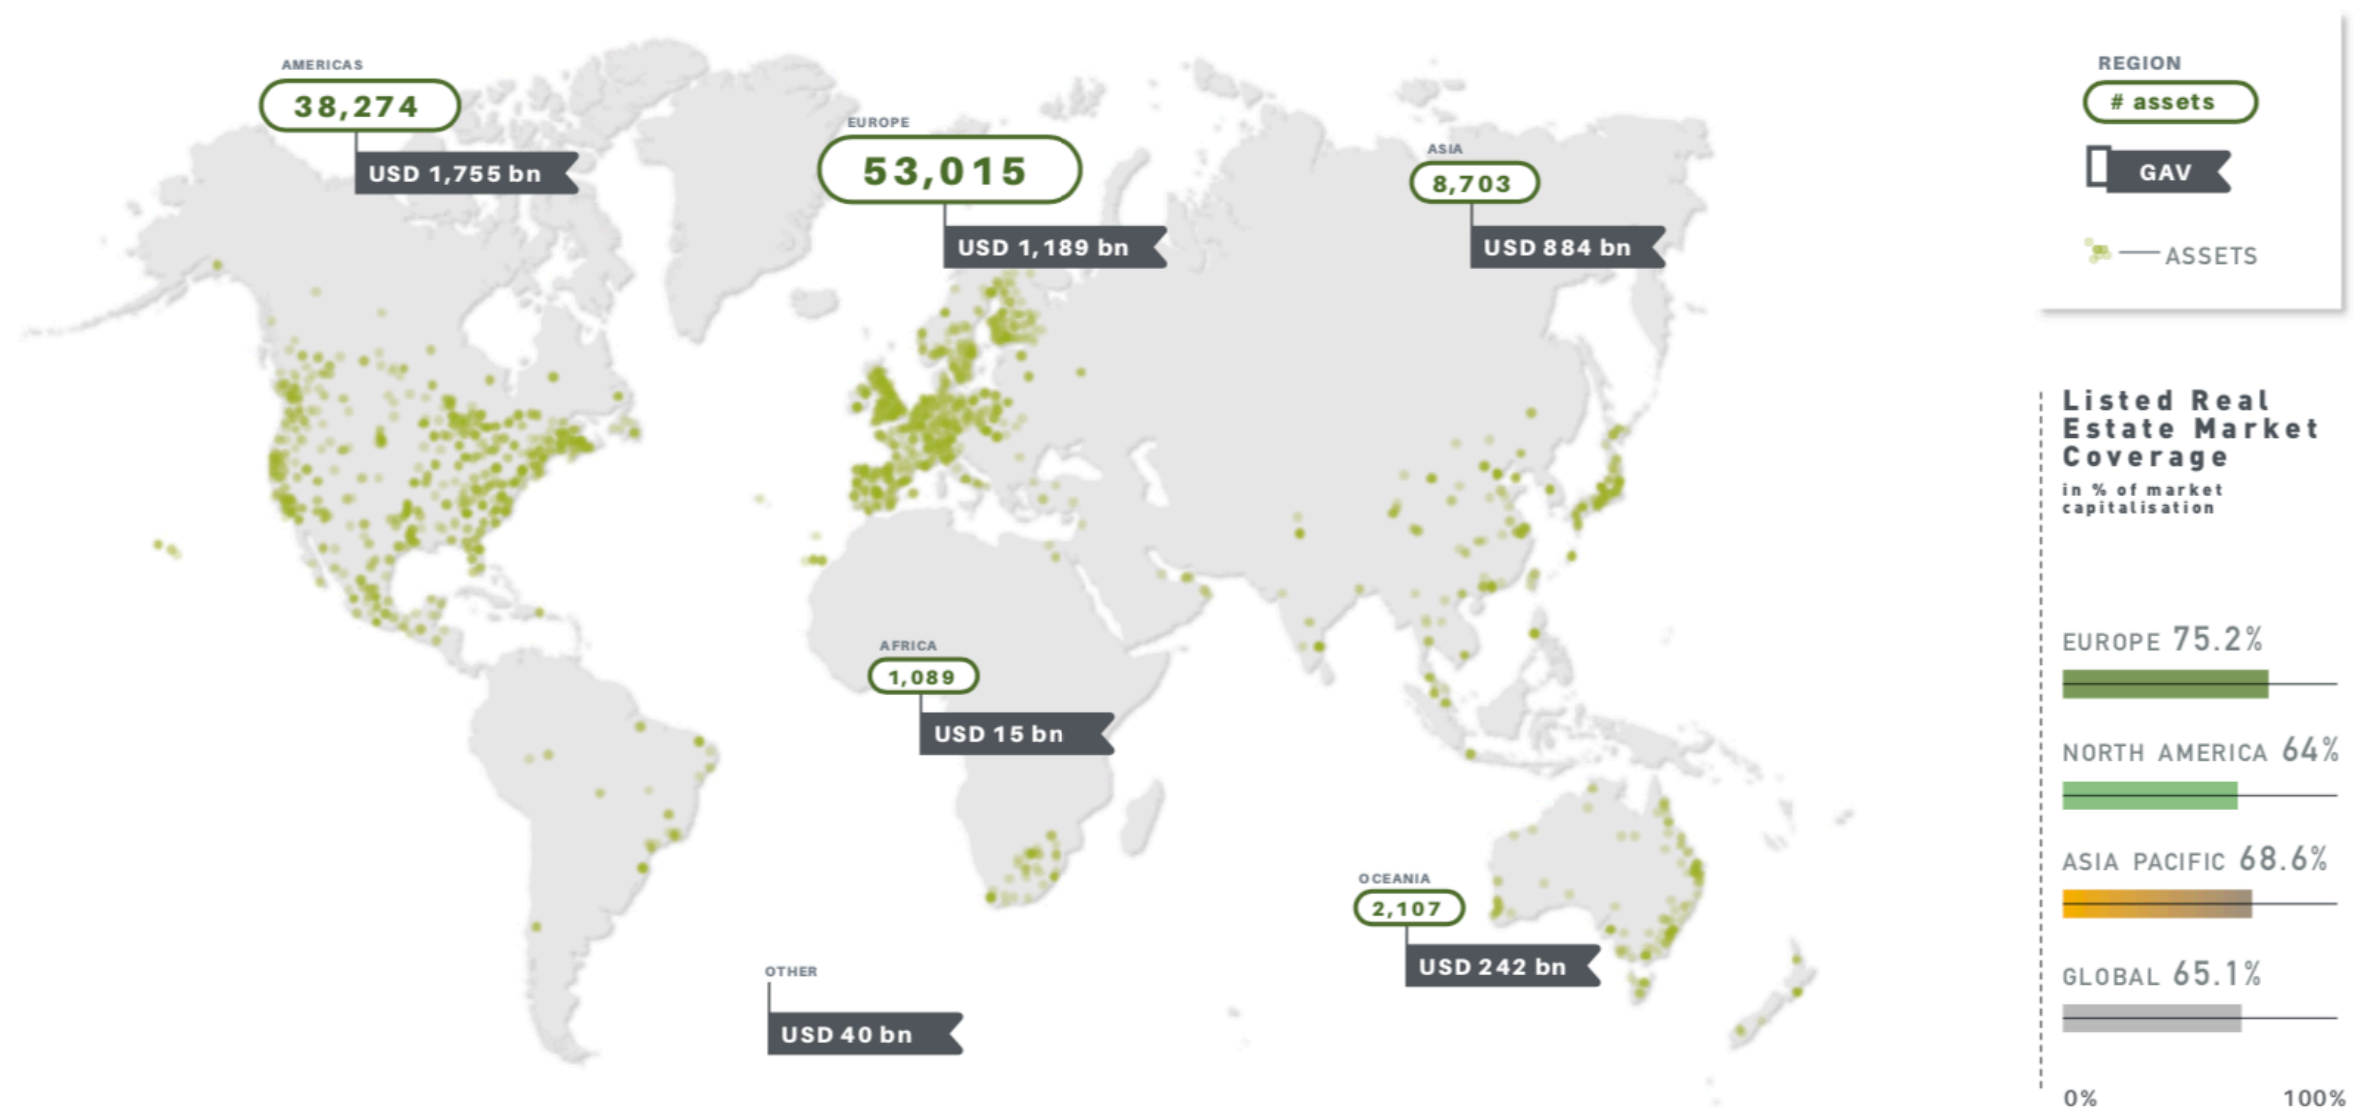 AMERICAS
38,274
USD 1,755 bn
EUROPE
53,015
USD 1,189 bn
ASIA
8,703
USD 884 bn
AFRICA
1,089
USD 15 bn
OCEANIA
2,107
USD 242 bn
OTHER
USD 40 bn
REGION
# assets
GAV
ASSETS
Listed Real
Estate Market
Coverage
in % of market
capitalisation
EUROPE 75.2%
NORTH AMERICA 64%
ASIA PACIFIC 68.6%
GLOBAL 65.1%
0% 100%